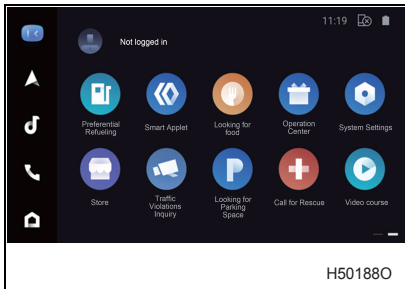 11:19
Not logged in
Preferential
Refueling
Smart Applet
Looking for
food
Operation
Center
System Settings
Store
Traffic
Violations
Inquiry
Looking for
Parking
Space
Call for Rescue
Video course
H50188O